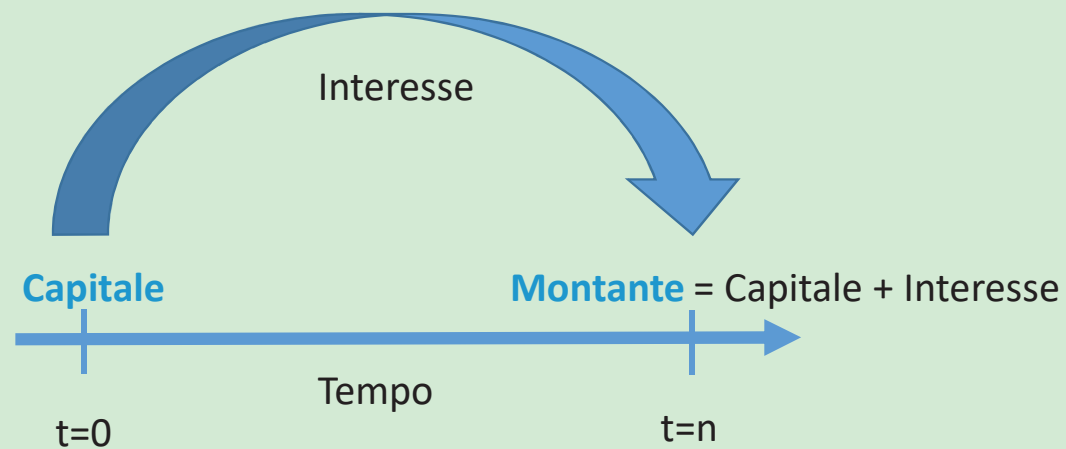 Interesse
Capitale
Montante = Capitale + Interesse
Tempo
t=0
t=n